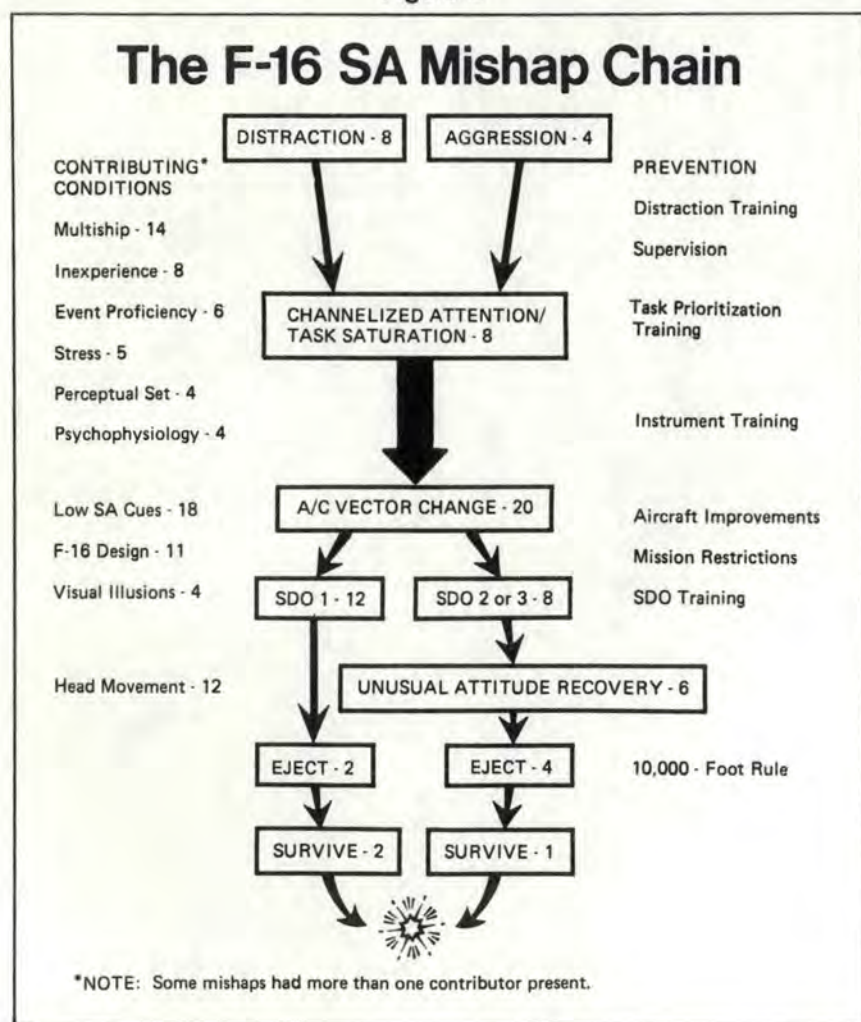 The F-16 SA Mishap Chain
DISTRACTION - 8
AGGRESSION - 4
CONTRIBUTING*
CONDITIONS
Multiship - 14
Inexperience - 8
Event Proficiency - 6
Stress - 5
Perceptual Set - 4
Psychophysiology - 4
Low SA Cues - 18
F-16 Design - 11
Visual Illusions - 4
Head Movement - 12
CHANNELIZED ATTENTION/
TASK SATURATION - 8
A/C VECTOR CHANGE - 20
SDO 1 - 12
SDO 2 or 3 - 8
UNUSUAL ATTITUDE RECOVERY - 6
EJECT - 2
EJECT - 4
SURVIVE - 2
SURVIVE - 1
PREVENTION
Distraction Training
Supervision
Task Prioritization
Training
Instrument Training
Aircraft Improvements
Mission Restrictions
SDO Training
10,000 - Foot Rule
*NOTE: Some mishaps had more than one contributor present.